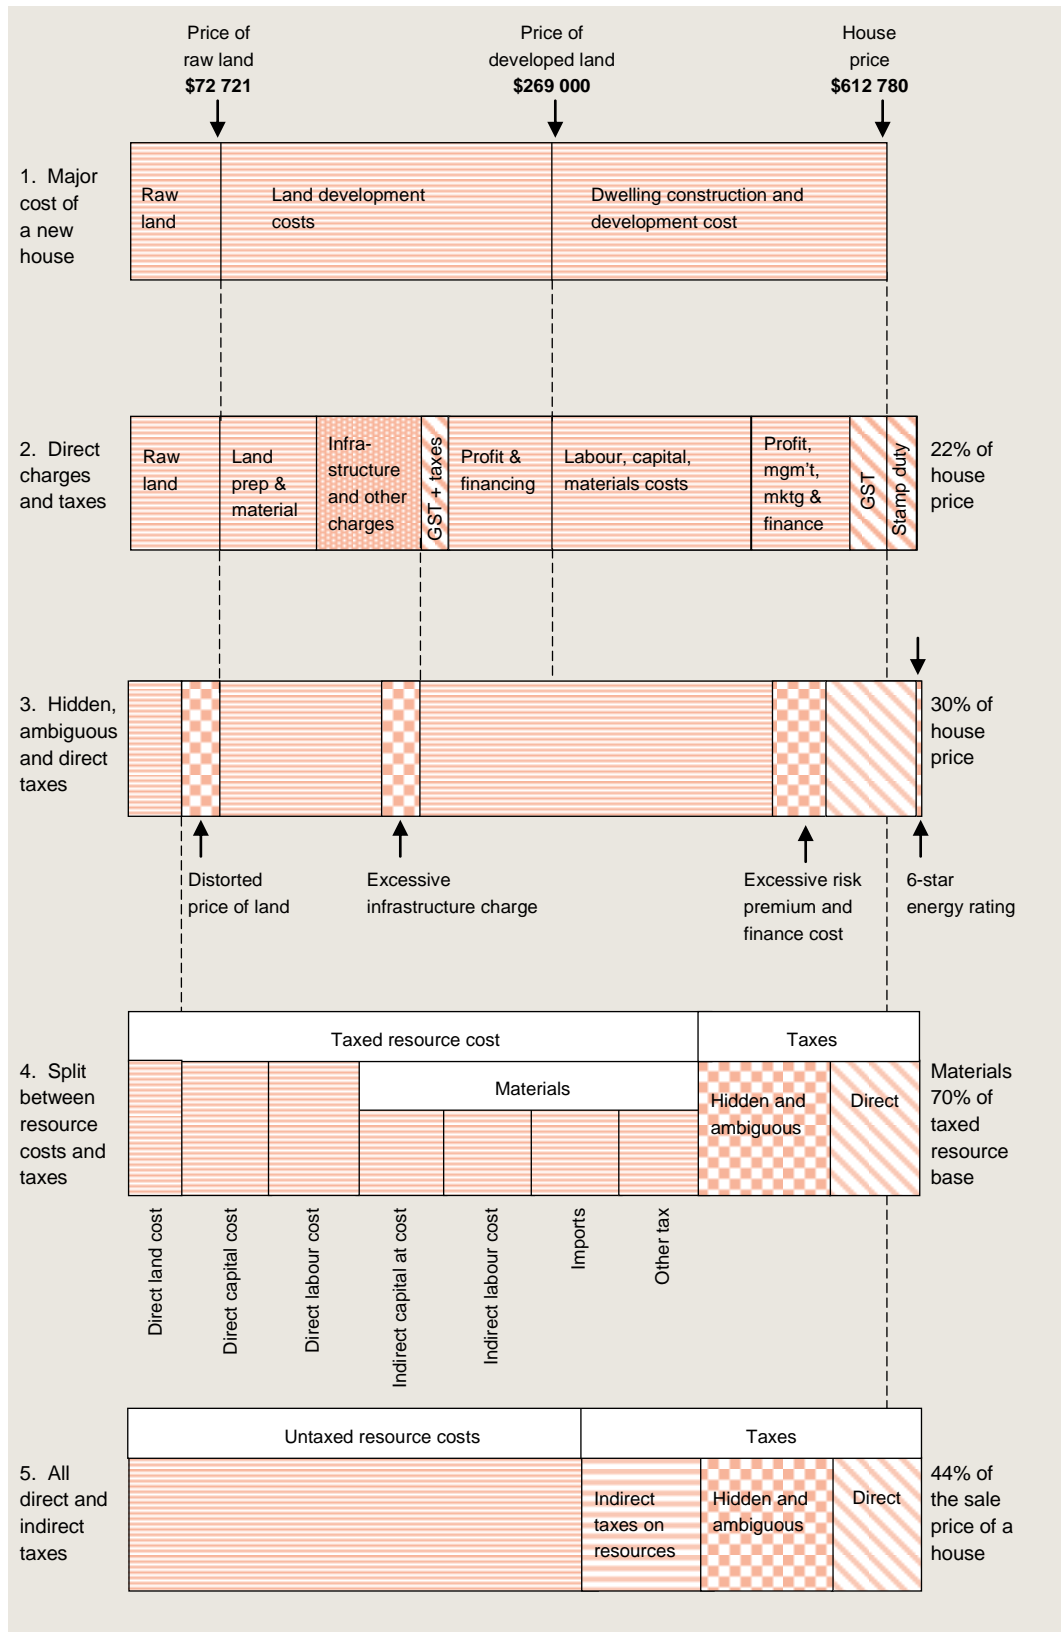 Price of
raw land
$72 721
Price of
developed land
$269 000
House
price
$612 780
1. Major
cost of
a new
house
Raw
land
Land development
costs
Dwelling construction and
development cost
2. Direct
charges
and taxes
Raw
land
Land
prep &
material
Infra-
structure
and other
charges
GST + taxes
Profit &
financing
Labour, capital,
materials costs
Profit,
mgm't,
mktg &
finance
GST
Stamp duty
22% of
house
price
3. Hidden,
ambiguous
and direct
taxes
30% of
house
price
Distorted
price of land
Excessive
infrastructure charge
Excessive risk
premium and
finance cost
6-star
energy rating
4. Split
between
resource
costs and
taxes
Taxed resource cost
Taxes
Materials
Hidden and
ambiguous
Direct
Materials
70% of
taxed
resource
base
Direct land cost
Direct capital cost
Direct labour cost
Indirect capital at cost
Indirect labour cost
Imports
Other tax
5. All
direct and
indirect
taxes
Untaxed resource costs
Taxes
Indirect
taxes on
resources
Hidden and
ambiguous
Direct
44% of
the sale
price of a
house